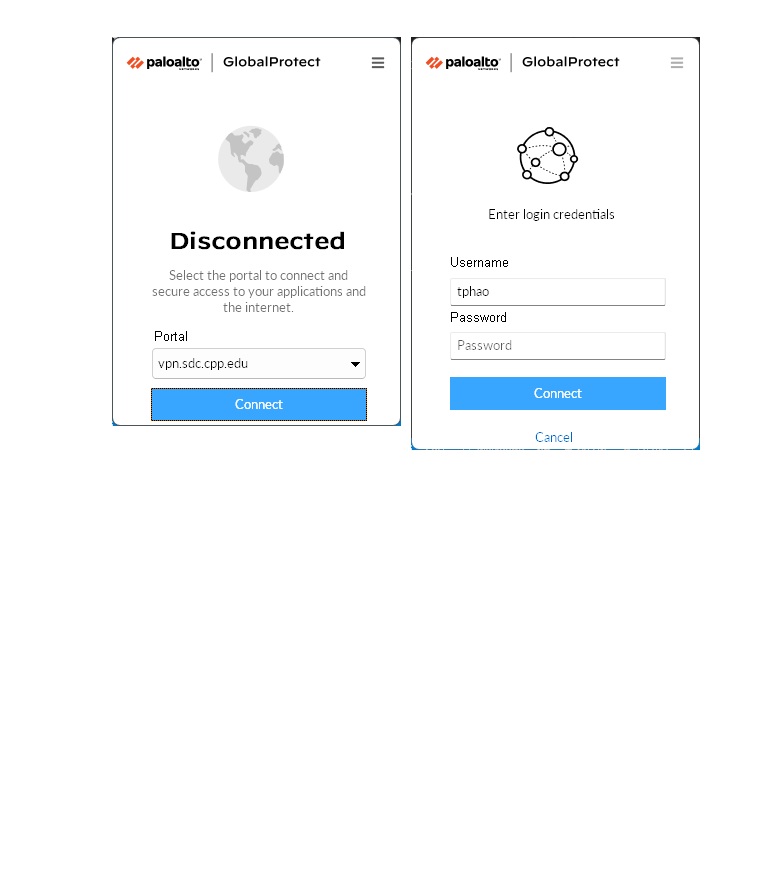 paloalto NETWORKS | GlobalProtect
Disconnected
Select the portal to connect and
secure access to your applications and
the internet.
Portal
vpn.sdc.cpp.edu
Connect
paloalto NETWORKS | GlobalProtect
Enter login credentials
Username
tphao
Password
Password
Connect
Cancel